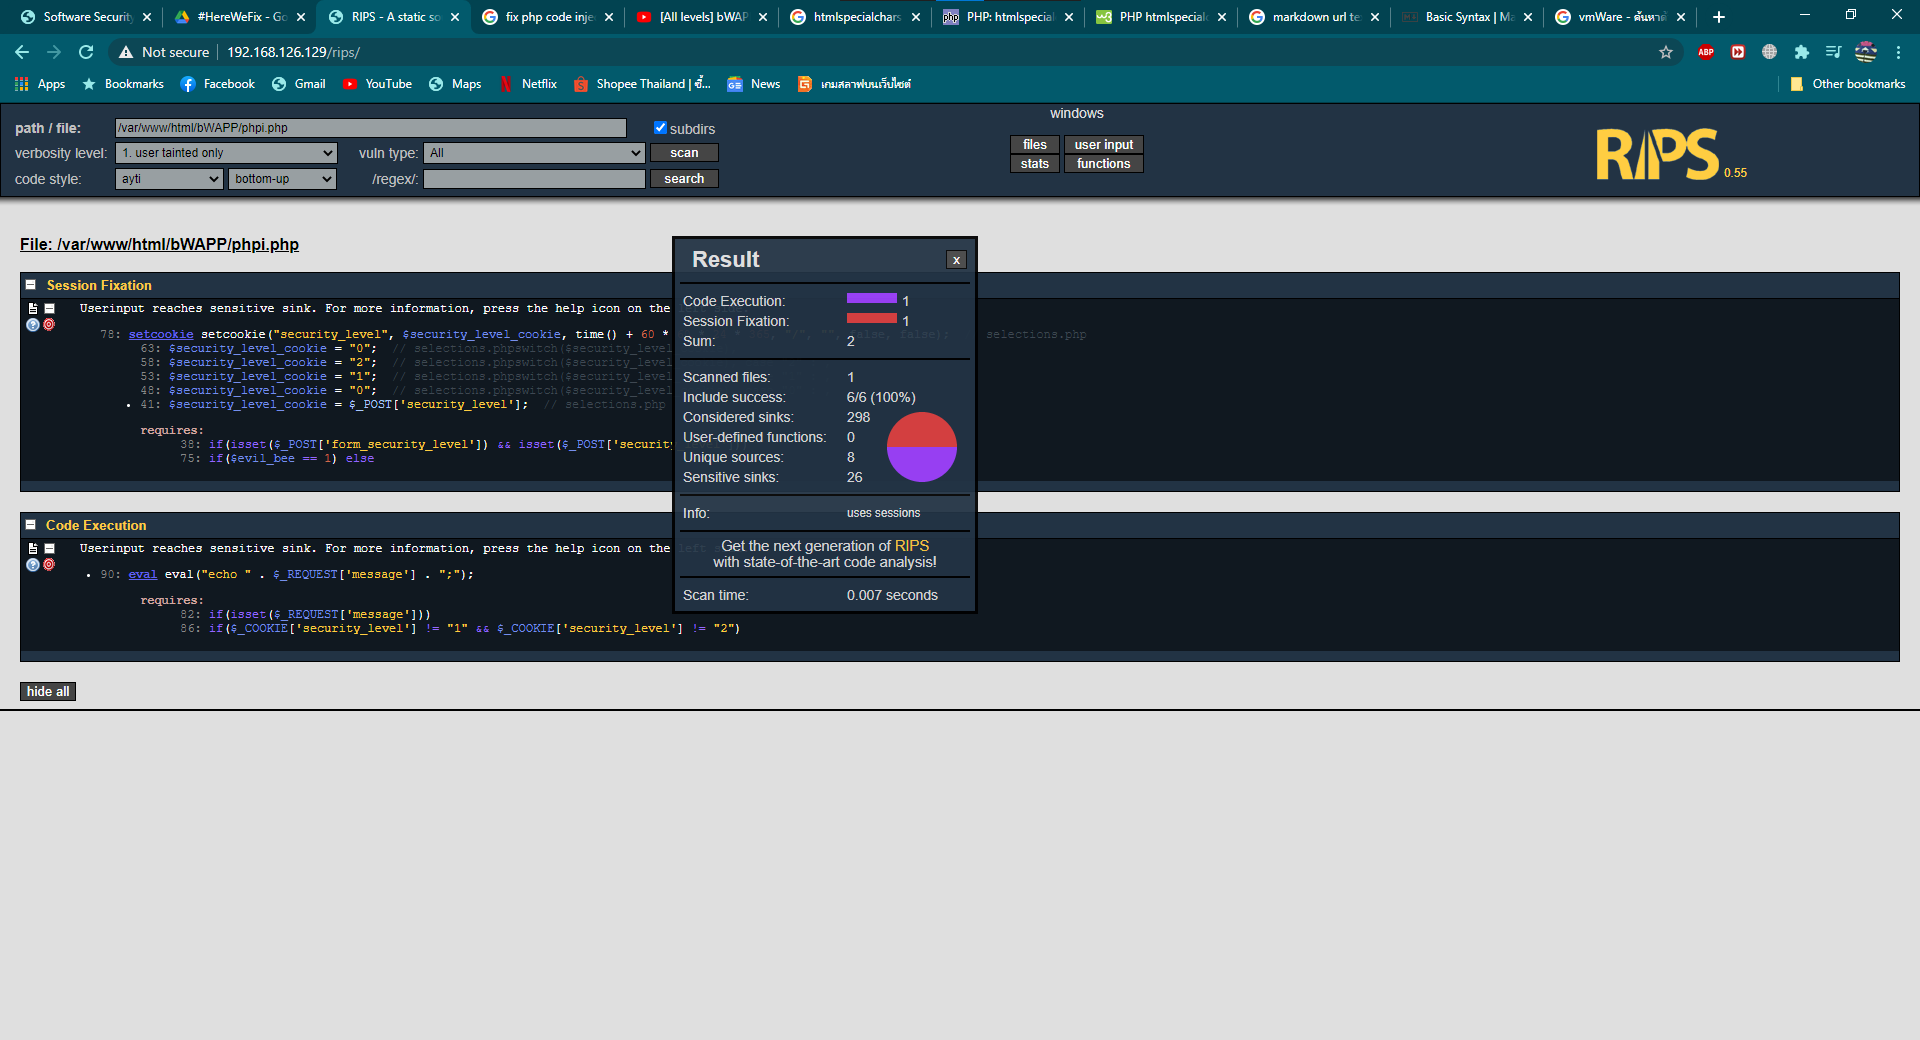 Software Security
#HereWeFix - Go
RIPS - A static so
fix php code inje
[All levels] bWAP
htmlspecialchars
PHP: htmlspecial
PHP htmlspecialc
markdown url te
Basic Syntax | Ma
vmWare - ค้นหาด้
Not secure
192.168.126.129/rips/
ABP
Apps
Bookmarks
Facebook
Gmail
YouTube
Maps
Netflix
Shopee Thailand | ซื้...
News
เกมสลาฟบนเว็บไซต์
Other bookmarks
path / file:
/var/www/html/bWAPP/phpi.php
subdirs
verbosity level:
1. user tainted only
vuln type:
All
scan
code style:
ayti
bottom-up
/regex/:
search
windows
files
user input
stats
functions
RIPS 0.55
File: /var/www/html/bWAPP/phpi.php
Session Fixation
Userinput reaches sensitive sink. For more information, press the help icon on the
78: setcookie setcookie("security_level", $security_level_cookie, time() + 60 * "/", "", false, false); selections.php
63: $security_level_cookie = "0"; // selections.phpswitch($security_level
58: $security_level_cookie = "2"; // selections.phpswitch($security_level
53: $security_level_cookie = "1"; // selections.phpswitch($security_level
48: $security_level_cookie = "0"; // selections.phpswitch($security_level
• 41: $security_level_cookie = $_POST['security_level']; // selections.php
requires:
38: if(isset($_POST['form_security_level']) && isset($_POST['securit
75: if($evil_bee == 1) else
Code Execution
Userinput reaches sensitive sink. For more information, press the help icon on the left
• 90: eval eval("echo " . $_REQUEST['message'] . ";");
requires:
82: if(isset($_REQUEST['message']))
86: if($_COOKIE['security_level'] != "1" && $_COOKIE['security_level'] != "2")
hide all
Result
x
Code Execution: 1
Session Fixation: 1
Sum: 2
Scanned files: 1
Include success: 6/6 (100%)
Considered sinks: 298
User-defined functions: 0
Unique sources: 8
Sensitive sinks: 26
Info: uses sessions
Get the next generation of RIPS
with state-of-the-art code analysis!
Scan time: 0.007 seconds